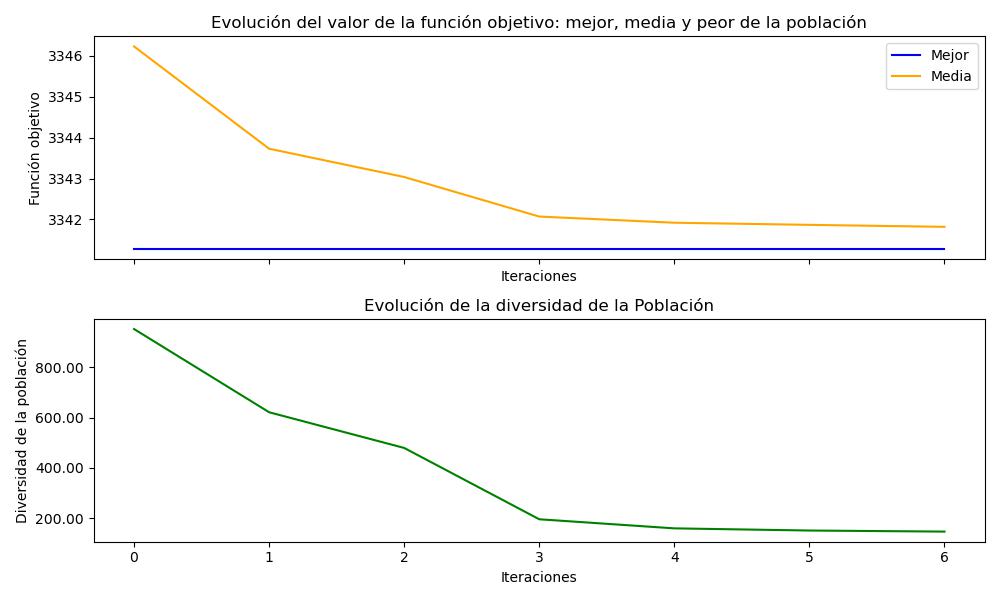 Evolución del valor de la función objetivo: mejor, media y peor de la población
3346
3345
3344
3343
3342
Función objetivo
Mejor
Media
Iteraciones
Evolución de la diversidad de la Población
800.00
600.00
400.00
200.00
Diversidad de la población
0 1 2 3 4 5 6
Iteraciones